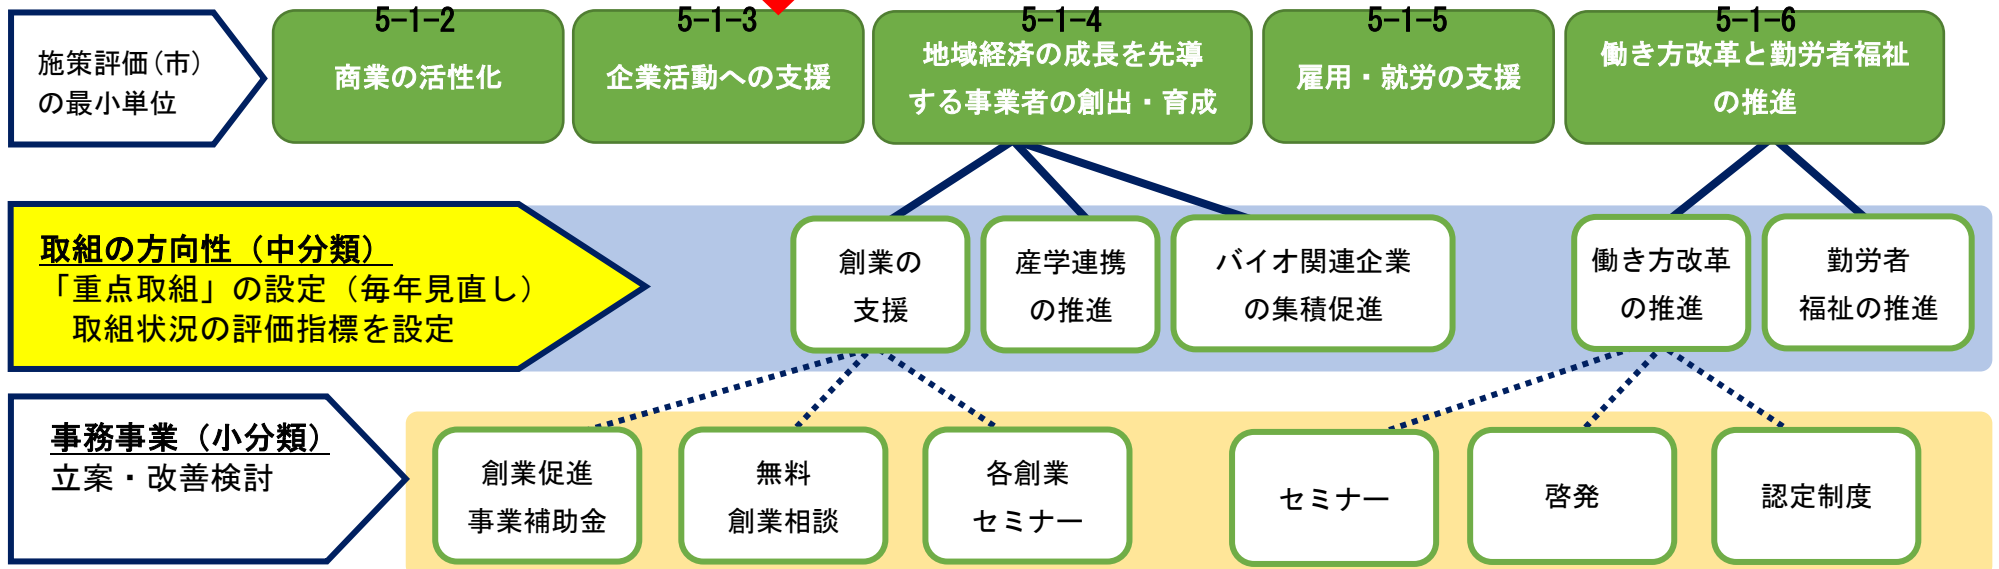 施策評価(市)
の最小単位
5-1-2
商業の活性化
5-1-3
企業活動への支援
5-1-4
地域経済の成長を先導
する事業者の創出・育成
5-1-5
雇用・就労の支援
5-1-6
働き方改革と勤労者福祉
の推進
取組の方向性（中分類）
「重点取組」の設定（毎年見直し）
取組状況の評価指標を設定
創業の
支援
産学連携
の推進
バイオ関連企業
の集積促進
働き方改革
の推進
勤労者
福祉の推進
事務事業（小分類）
立案・改善検討
創業促進
事業補助金
無料
創業相談
各創業
セミナー
セミナー
啓発
認定制度